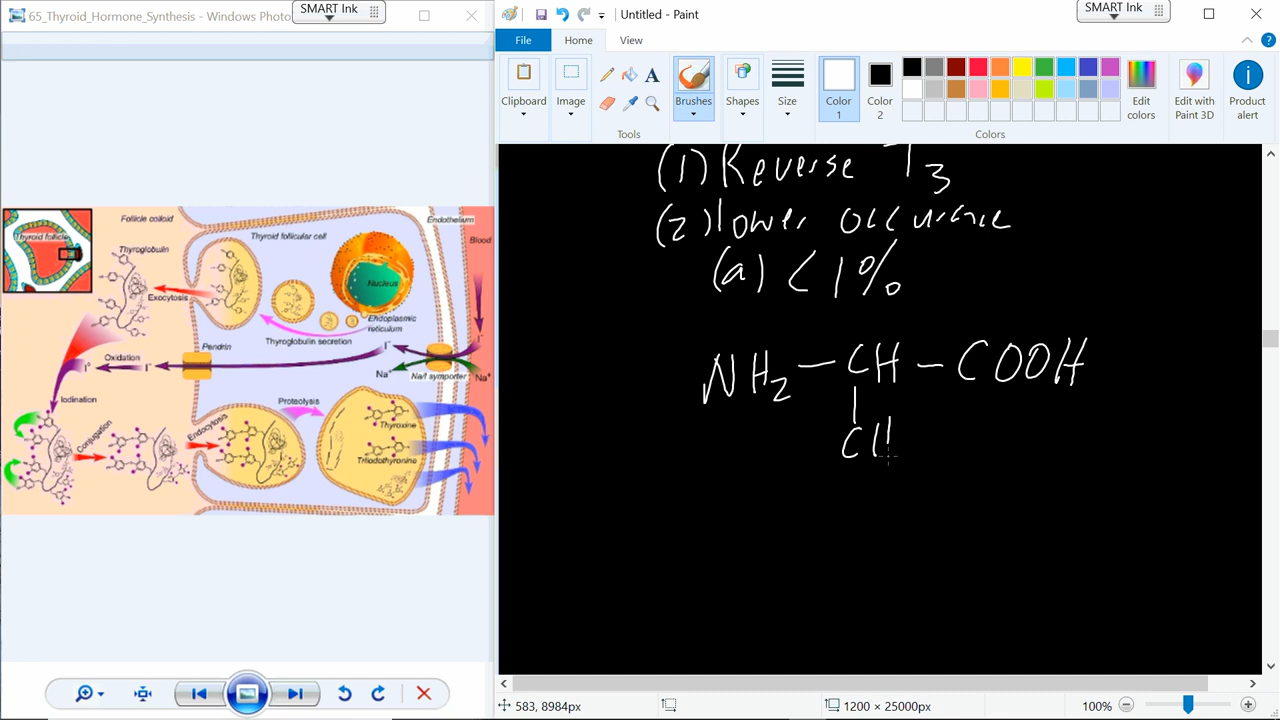 65_Thyroid_Hormone_Synthesis - Windows Photo
SMART Ink
Untitled - Paint
SMART Ink
File
Home
View
Clipboard
Image
Tools
Brushes
Shapes
Size
Color 1
Color 2
Colors
Edit colors
Edit with Paint 3D
Product alert
Thyroid follicle
Follicle colloid
Thyroglobulin
Thyroid follicular cell
Endothelium
Blood
Nucleus
Exocytosis
Endoplasmic reticulum
Thyroglobulin secretion
Pendrin
Oxidation
I⁰
I⁻
I⁻
I⁻
Na⁺
Na/I symporter
Na⁺
Iodination
Proteolysis
Conjugation
Endocytosis
Thyroxine
Triiodothyronine
(1) Reverse T3
(2) lower occurance
(a) < 1%
NH2 — CH — COOH
|
583, 8984px
1200 × 25000px
100%